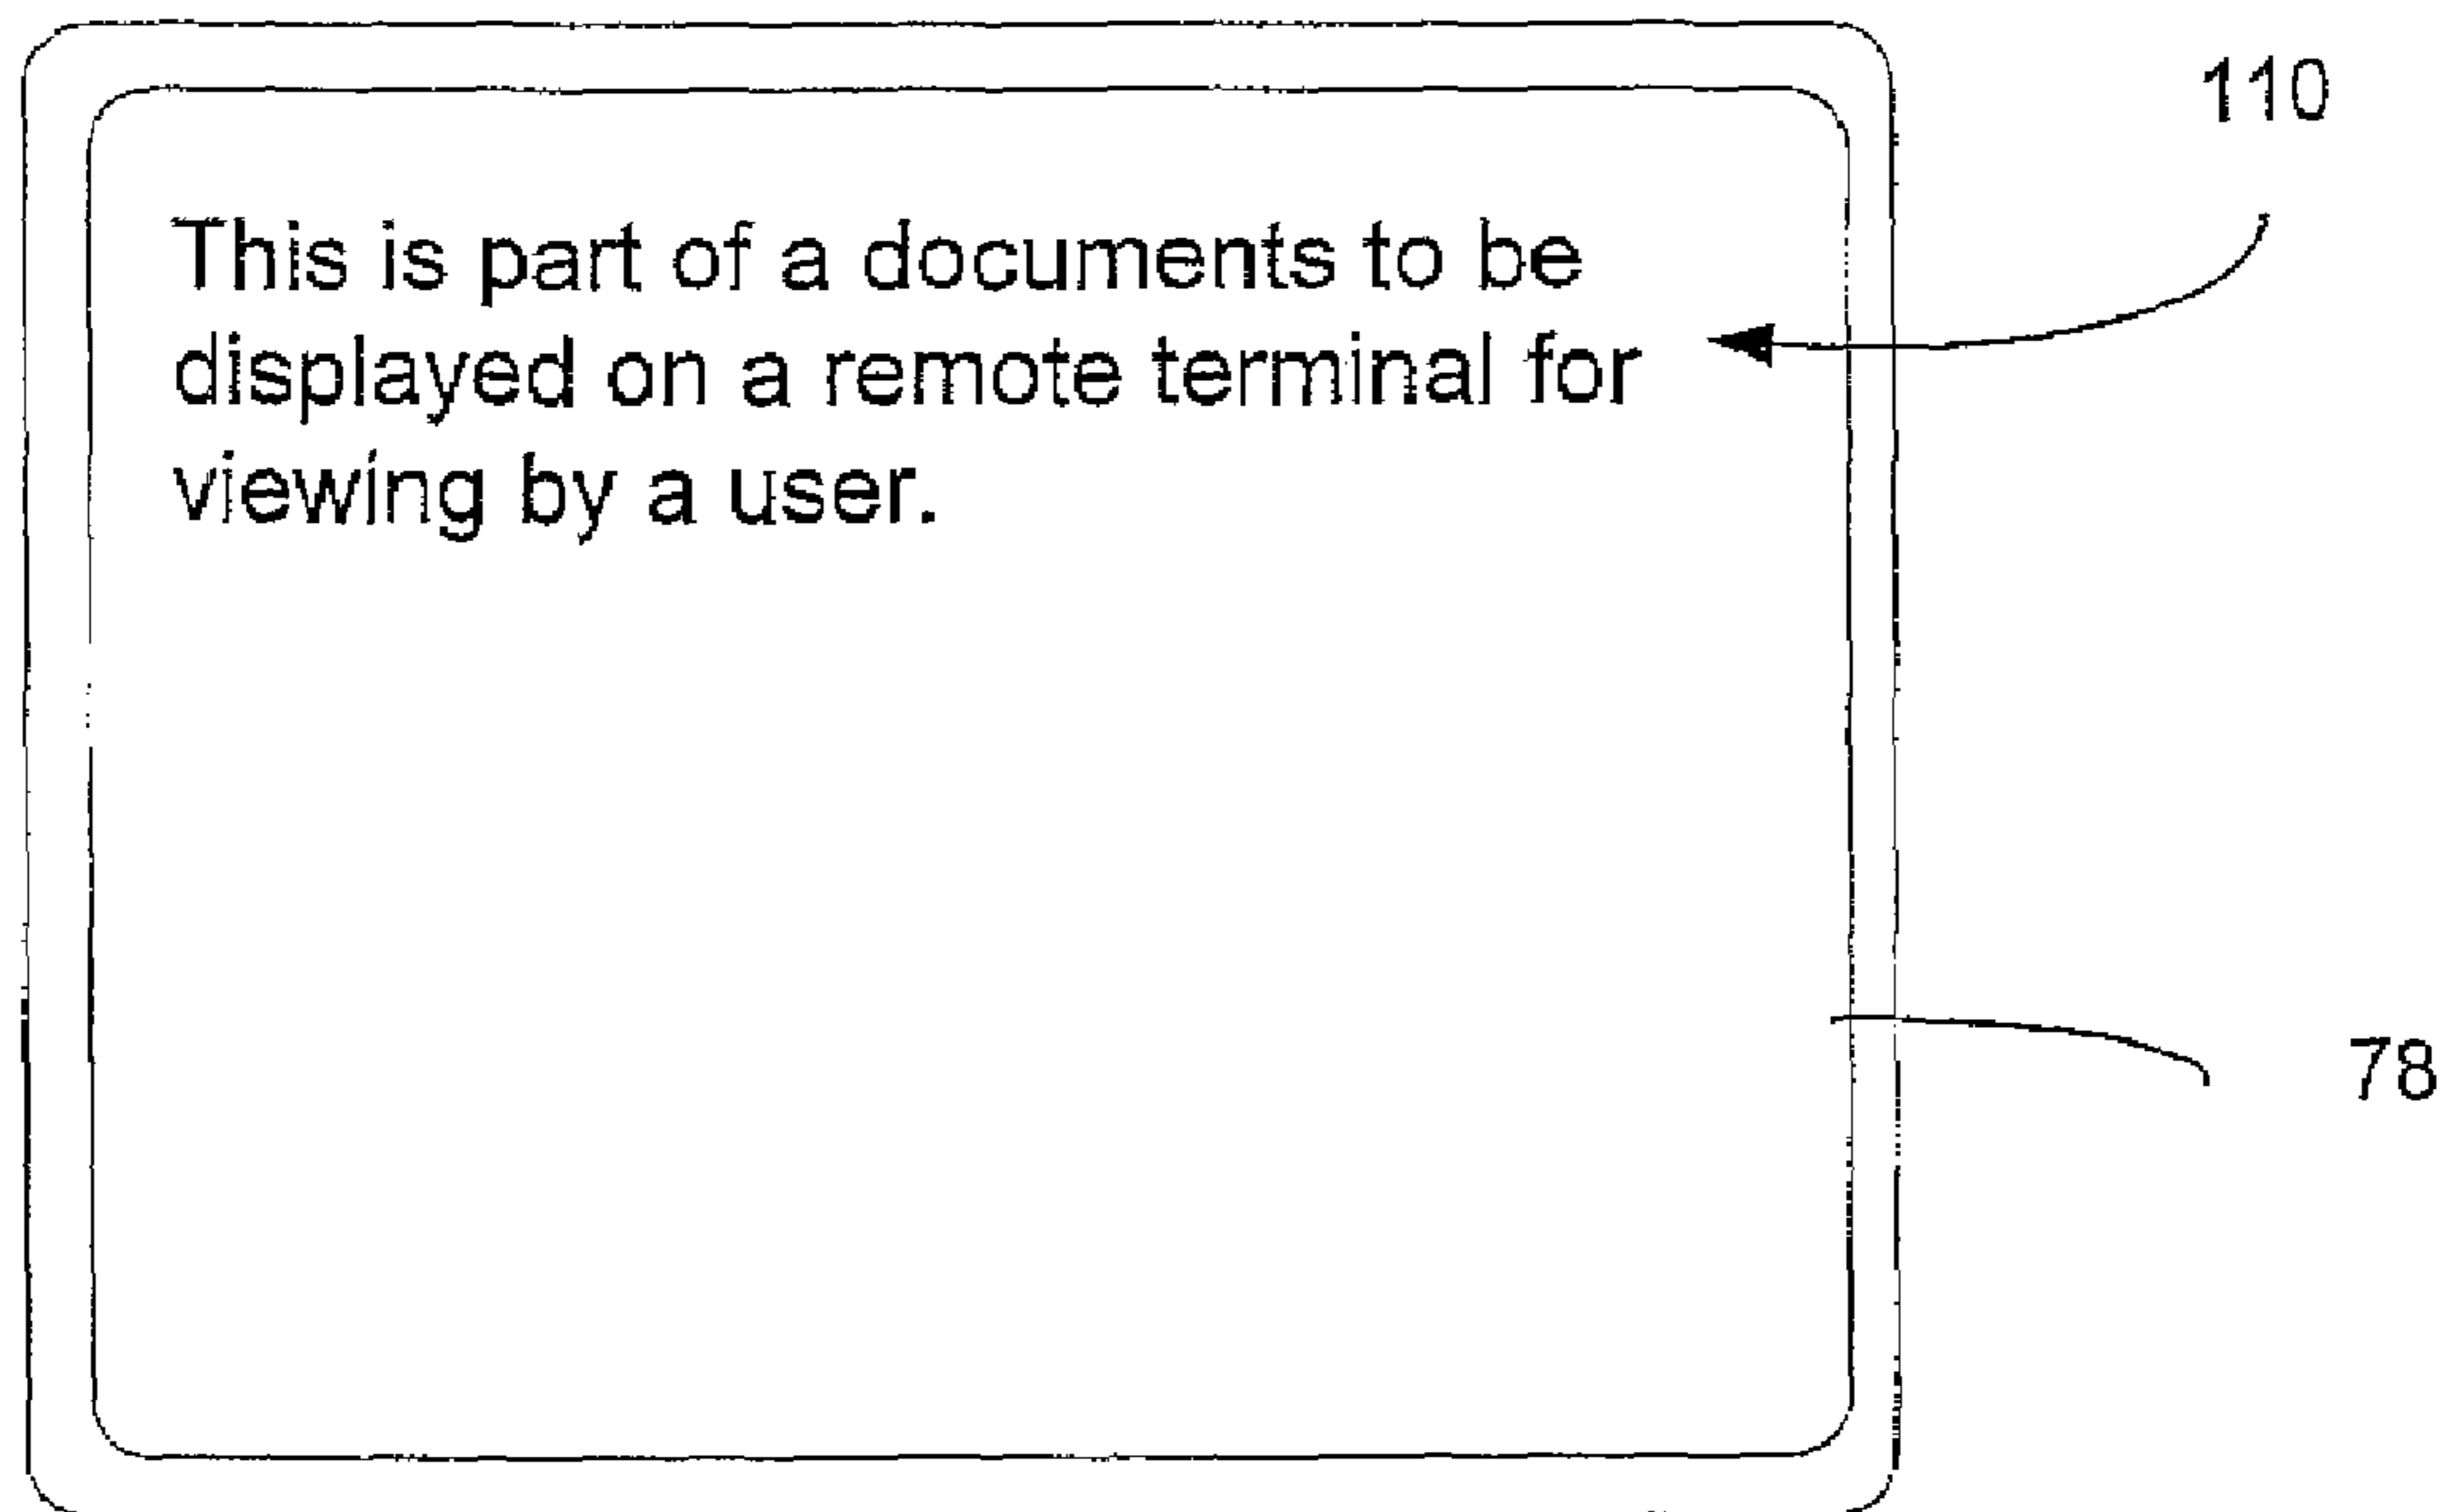 110
This is part of a documents to be
displayed on a remote terminal for
viewing by a user.
78